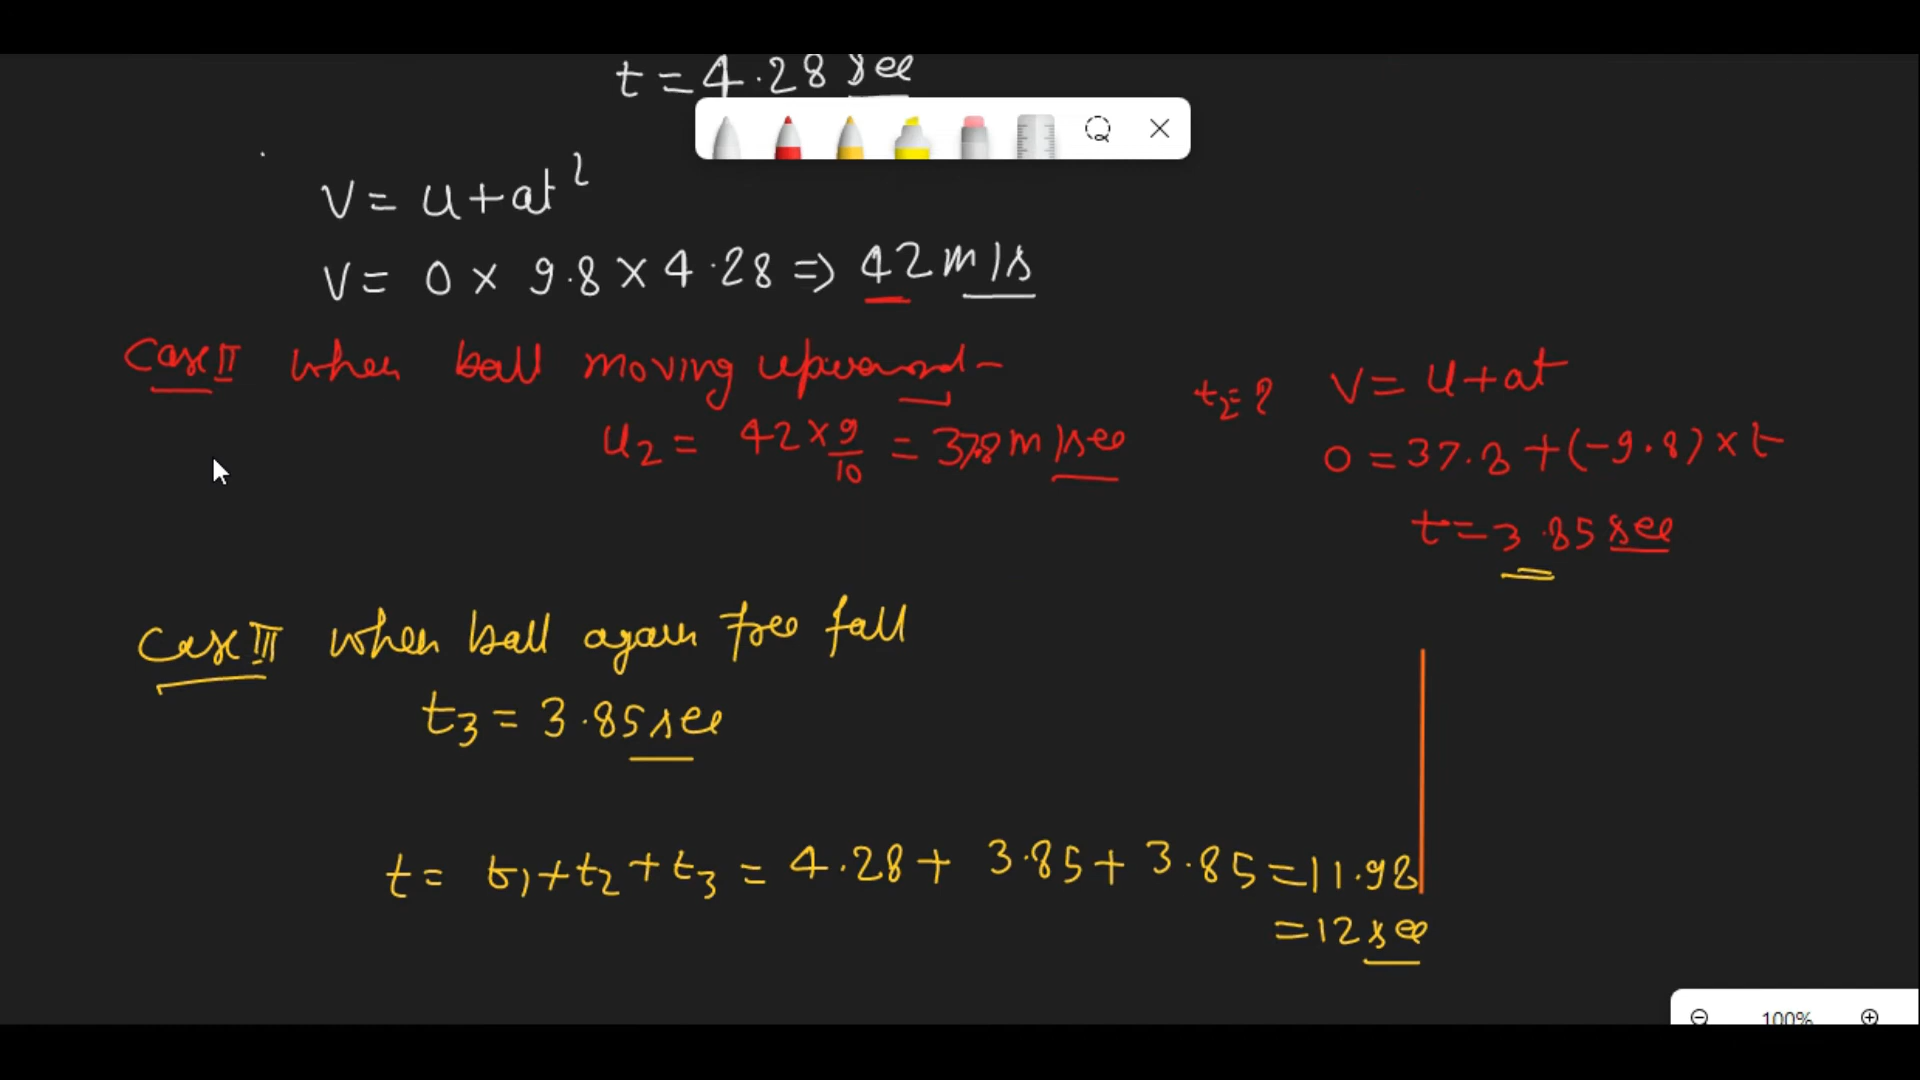 t = 4.28 sec
v = u + at²
v = 0 × 9.8 × 4.28 ⇒ 42 m/s
Case II when ball moving upward -
u₂ = 42 × 9/10 = 37.8 m/sec
t₂ = ? v = u + at
0 = 37.8 + (-9.8) × t
t = 3.85 sec
Case III when ball again free fall
t₃ = 3.85 sec
t = t₁ + t₂ + t₃ = 4.28 + 3.85 + 3.85 = 11.98
= 12 sec
100%